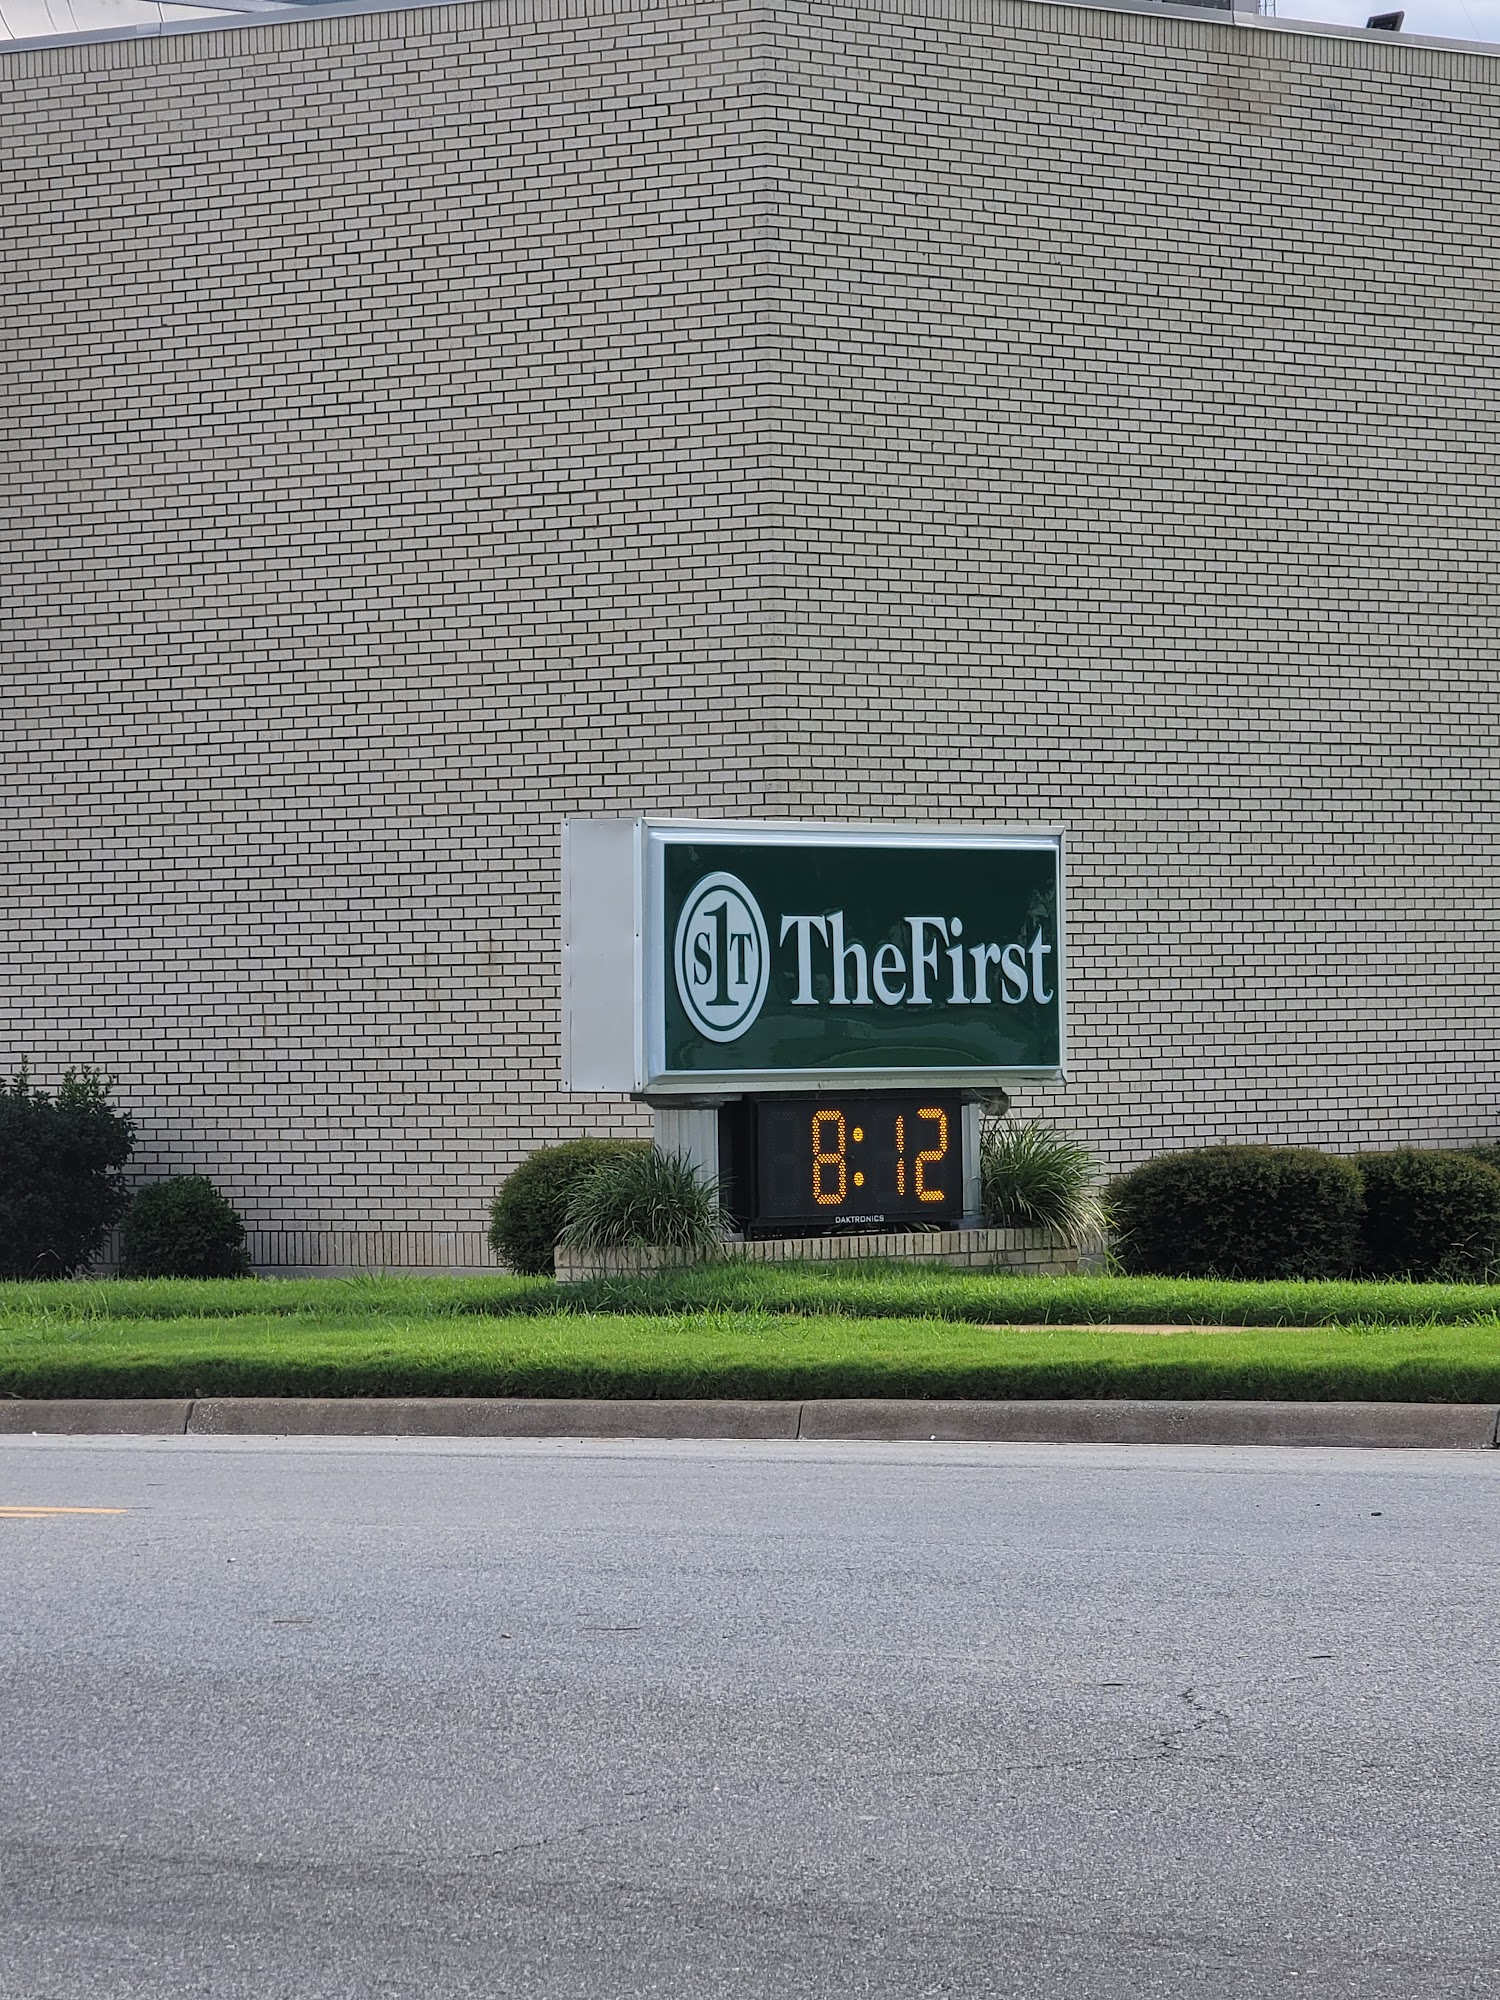 S1T TheFirst
8:12
DAKTRONICS